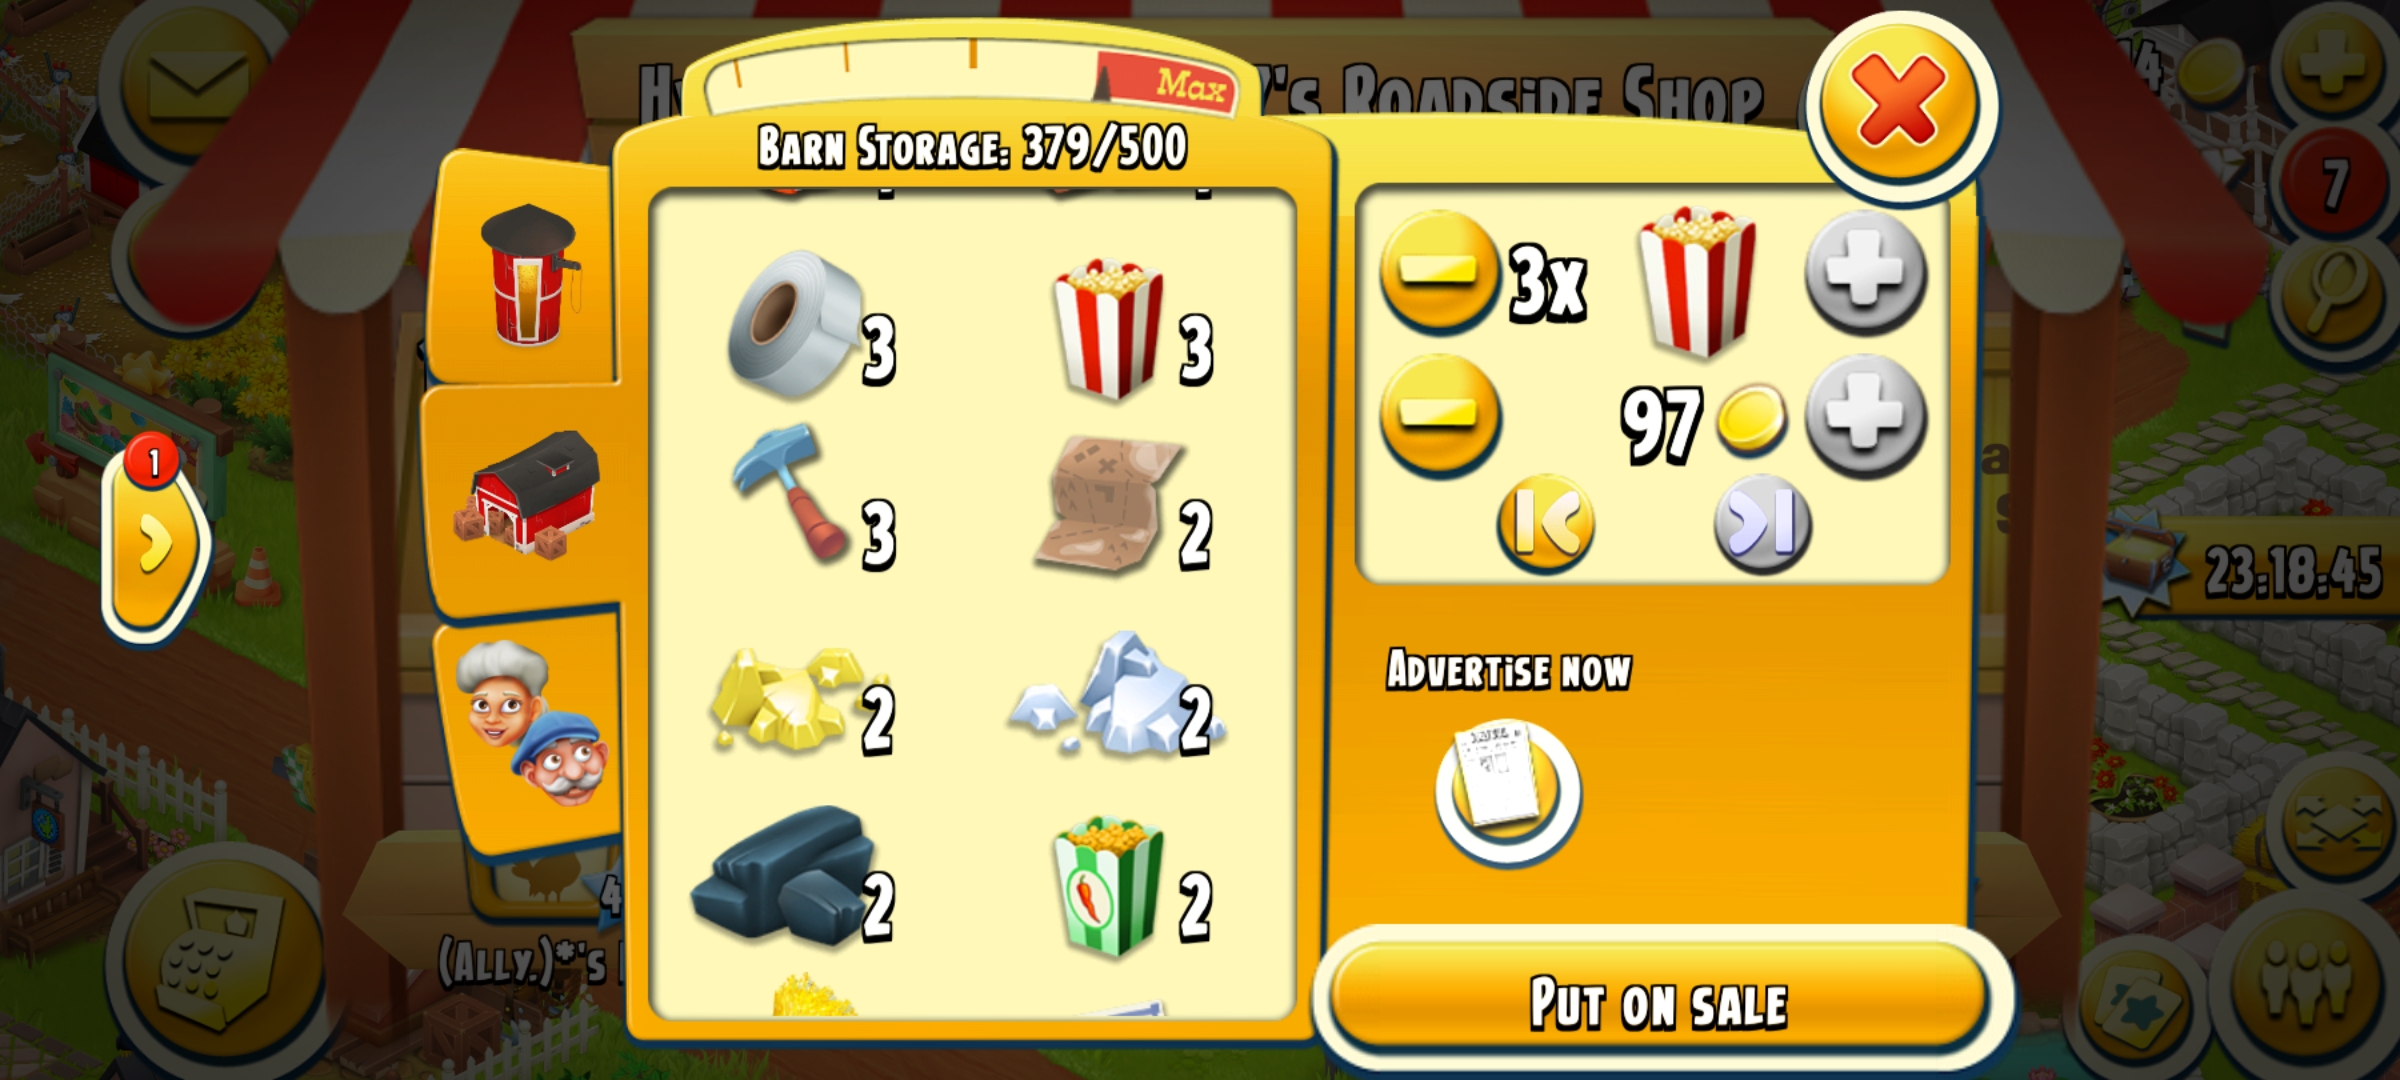 Max
's Roadside Shop
Barn Storage: 379/500
7
3
3
3x
97
1
3
2
23:18:45
Advertise now
2
2
2
2
4
(Ally.)*'s
Put on sale